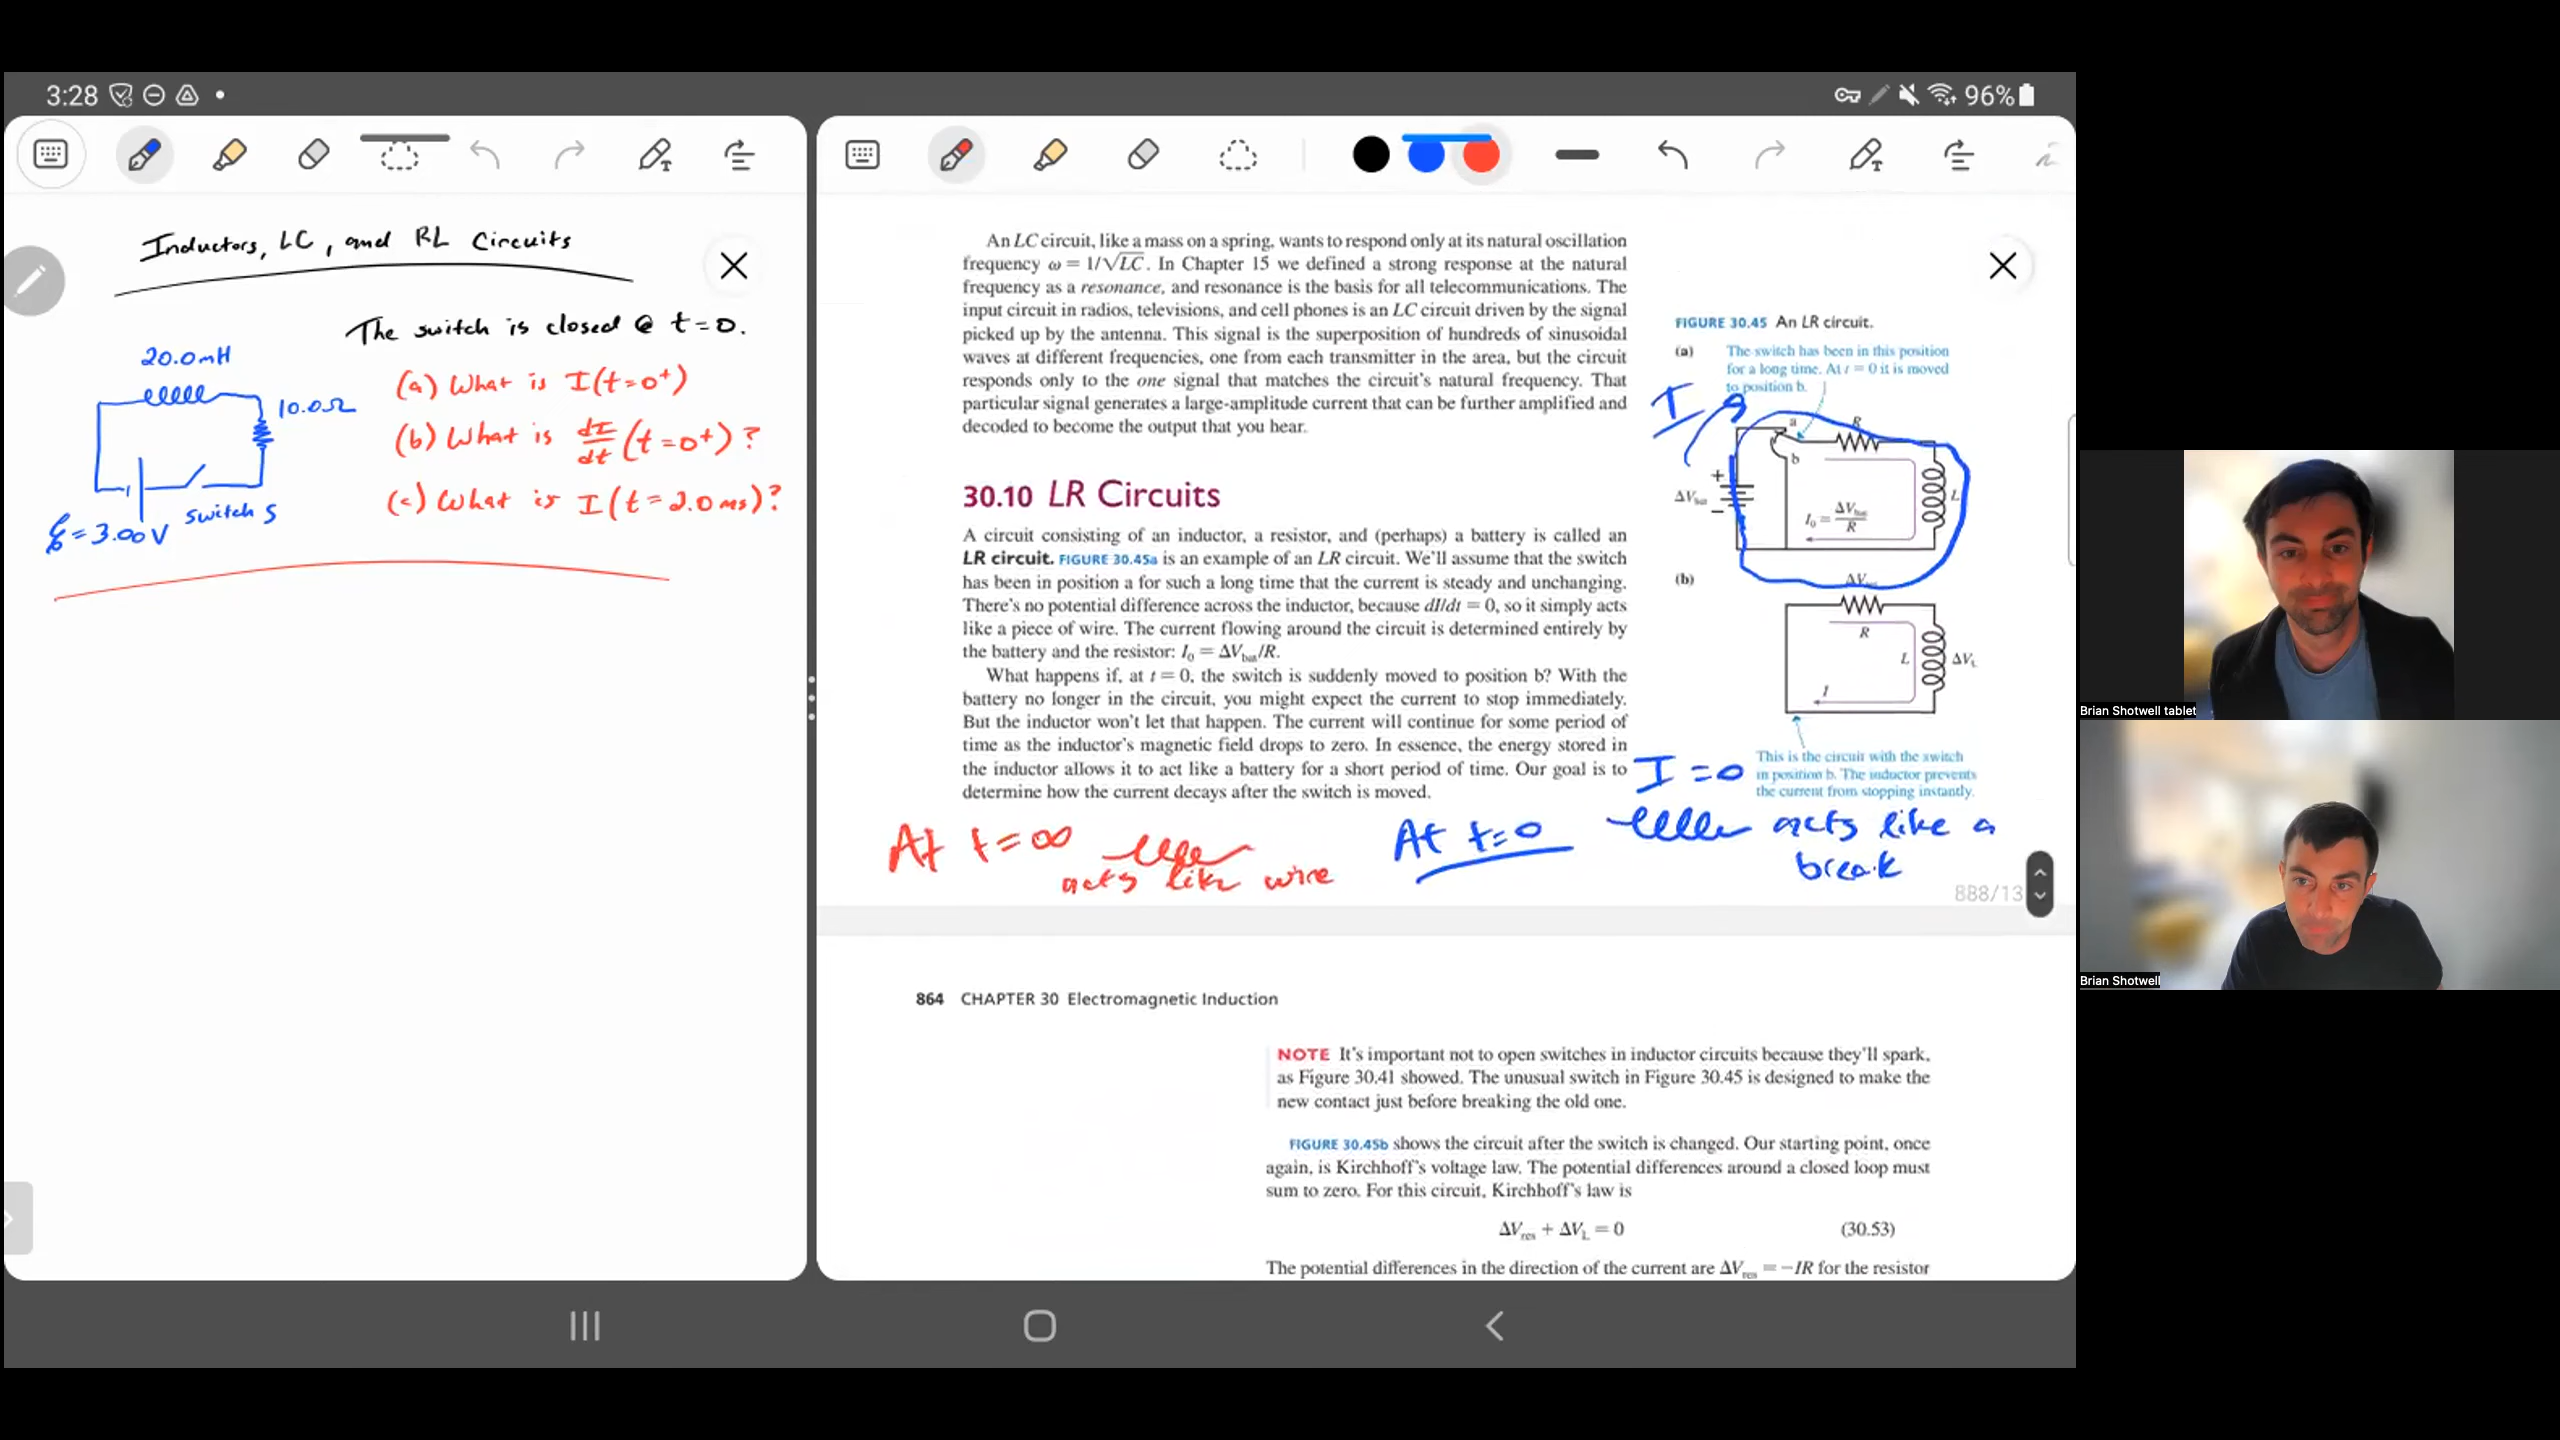 3:28
96%
Inductors, LC, and RL Circuits
The switch is closed @ t=0.
20.0mH
10.0Ω
ℰ=3.00V
switch S
(a) What is I(t=0⁺)
(b) What is dI/dt (t=0⁺)?
(c) What is I(t=2.0ms)?
An LC circuit, like a mass on a spring, wants to respond only at its natural oscillation
frequency ω = 1/√LC. In Chapter 15 we defined a strong response at the natural
frequency as a resonance, and resonance is the basis for all telecommunications. The
input circuit in radios, televisions, and cell phones is an LC circuit driven by the signal
picked up by the antenna. This signal is the superposition of hundreds of sinusoidal
waves at different frequencies, one from each transmitter in the area, but the circuit
responds only to the one signal that matches the circuit's natural frequency. That
particular signal generates a large-amplitude current that can be further amplified and
decoded to become the output that you hear.
30.10 LR Circuits
A circuit consisting of an inductor, a resistor, and (perhaps) a battery is called an
LR circuit. FIGURE 30.45a is an example of an LR circuit. We'll assume that the switch
has been in position a for such a long time that the current is steady and unchanging.
There's no potential difference across the inductor, because dI/dt = 0, so it simply acts
like a piece of wire. The current flowing around the circuit is determined entirely by
the battery and the resistor: I₀ = ΔV_bat/R.
What happens if, at t = 0, the switch is suddenly moved to position b? With the
battery no longer in the circuit, you might expect the current to stop immediately.
But the inductor won't let that happen. The current will continue for some period of
time as the inductor's magnetic field drops to zero. In essence, the energy stored in
the inductor allows it to act like a battery for a short period of time. Our goal is to
determine how the current decays after the switch is moved.
FIGURE 30.45 An LR circuit.
(a)
The switch has been in this position
for a long time. At t = 0 it is moved
to position b.
I
a
R
b
+
ΔV_bat
−
I₀ = ΔV_bat/R
L
(b)
R
L
ΔV_L
I
This is the circuit with the switch
in position b. The inductor prevents
the current from stopping instantly.
At t=∞
acts like wire
At t=0
I=0
acts like a
break
888/13
864 CHAPTER 30 Electromagnetic Induction
NOTE It's important not to open switches in inductor circuits because they'll spark,
as Figure 30.41 showed. The unusual switch in Figure 30.45 is designed to make the
new contact just before breaking the old one.
FIGURE 30.45b shows the circuit after the switch is changed. Our starting point, once
again, is Kirchhoff's voltage law. The potential differences around a closed loop must
sum to zero. For this circuit, Kirchhoff's law is
ΔV_res + ΔV_L = 0 (30.53)
The potential differences in the direction of the current are ΔV_res = −IR for the resistor
Brian Shotwell tablet
Brian Shotwell